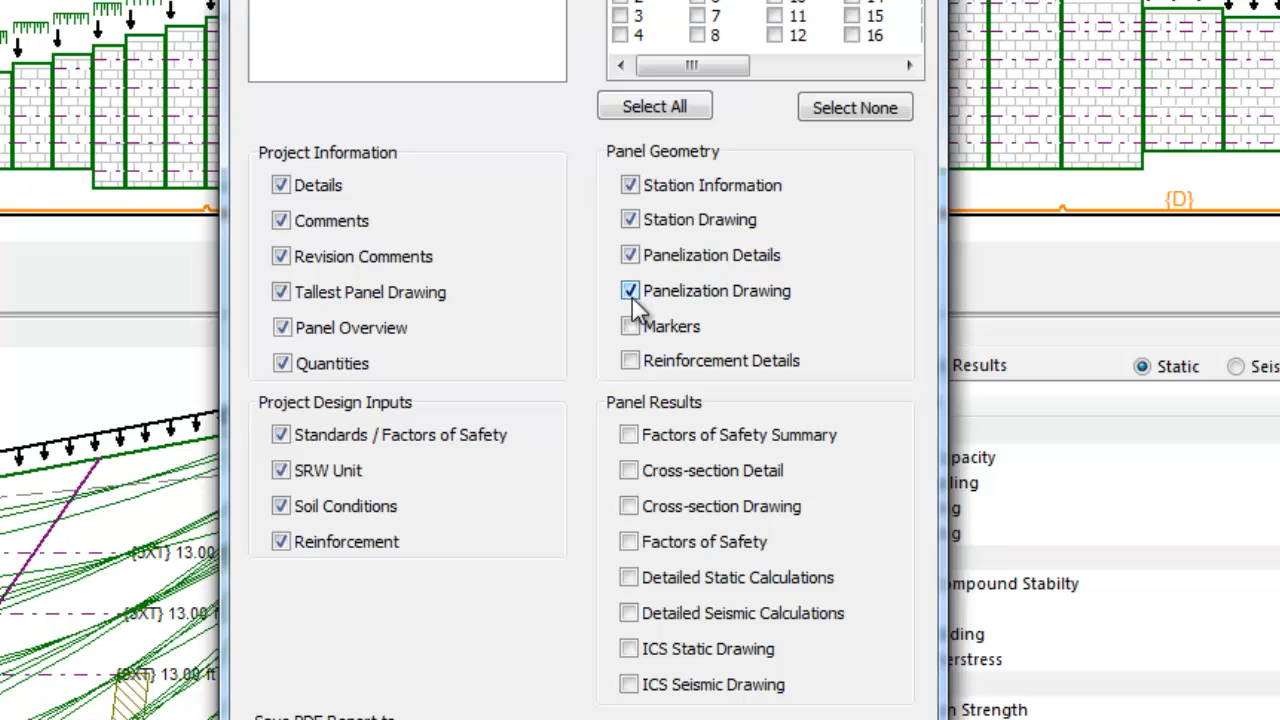 3 7 11 15
4 8 12 16
Select All Select None
Project Information
Details
Comments
Revision Comments
Tallest Panel Drawing
Panel Overview
Quantities
Project Design Inputs
Standards / Factors of Safety
SRW Unit
Soil Conditions
Reinforcement
Panel Geometry
Station Information
Station Drawing
Panelization Details
Panelization Drawing
Markers
Reinforcement Details
Panel Results
Factors of Safety Summary
Cross-section Detail
Cross-section Drawing
Factors of Safety
Detailed Static Calculations
Detailed Seismic Calculations
ICS Static Drawing
ICS Seismic Drawing
{D}
Results Static Seis
pacity
ling
g
g
mpound Stabilty
ding
erstress
n Strength
{3XT} 13.00
{3XT} 13.00 f
{3XT} 13.00 ft